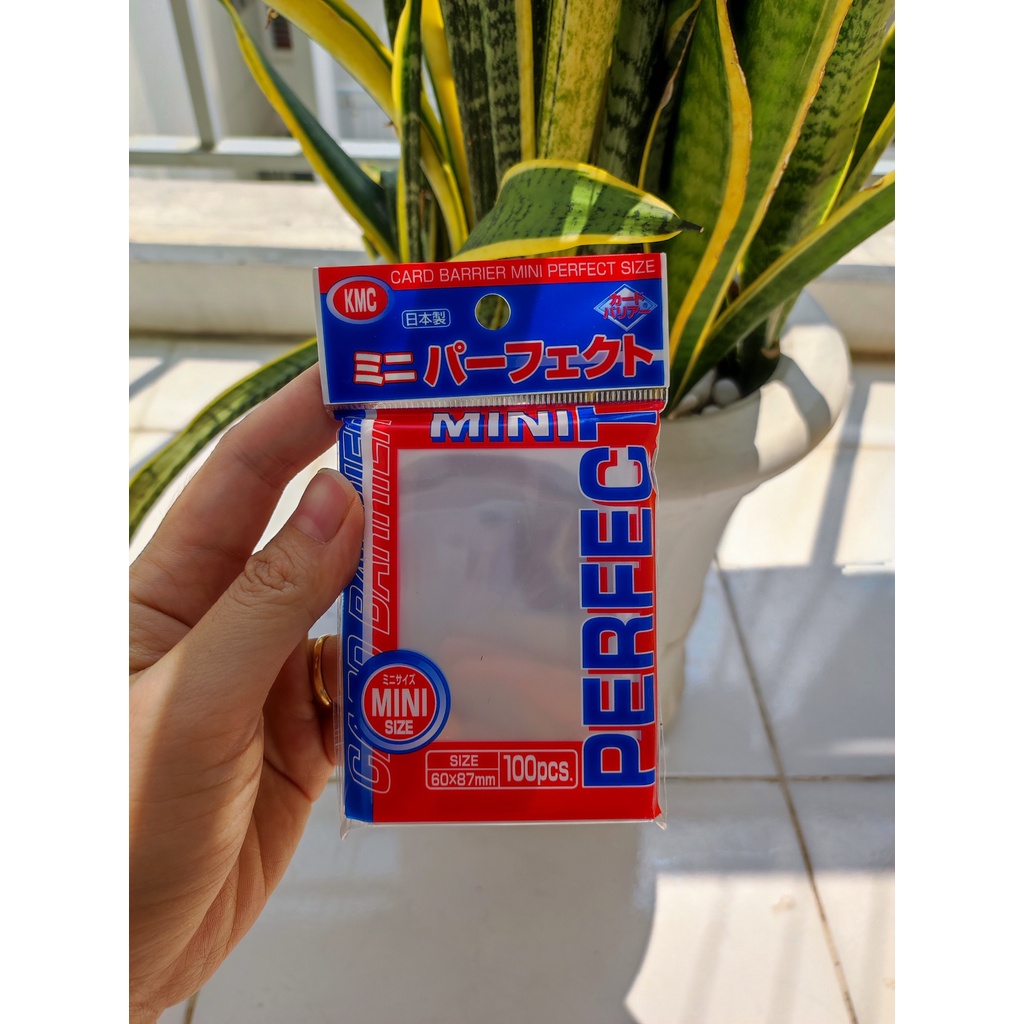 CARD BARRIER MINI PERFECT SIZE
KMC
日本製
カード
バリアー
ミニ パーフェクト
MINI
PERFECT
CARD BARRIER
ミニサイズ
MINI
SIZE
SIZE
60×87mm
100pcs.